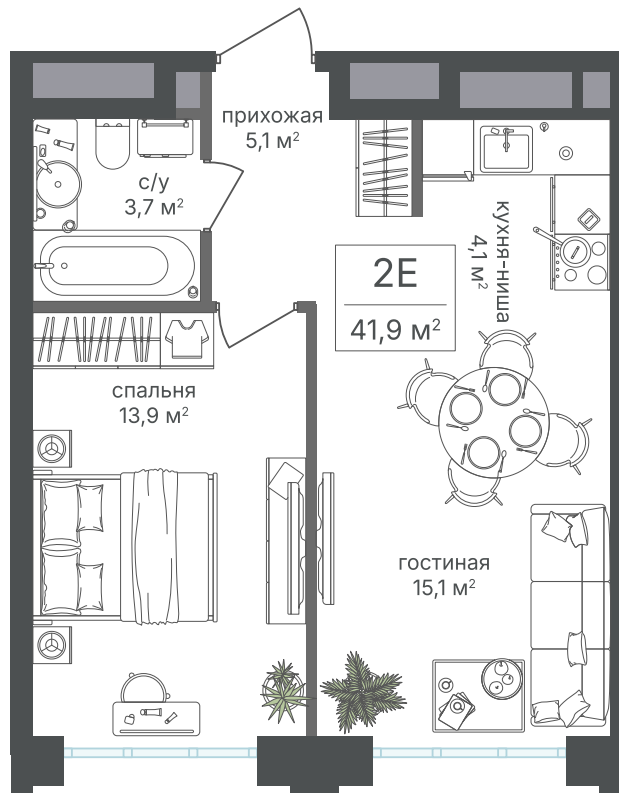 прихожая
5,1 м²
с/у
3,7 м²
кухня-ниша
4,1 м²
2Е
41,9 м²
спальня
13,9 м²
гостиная
15,1 м²